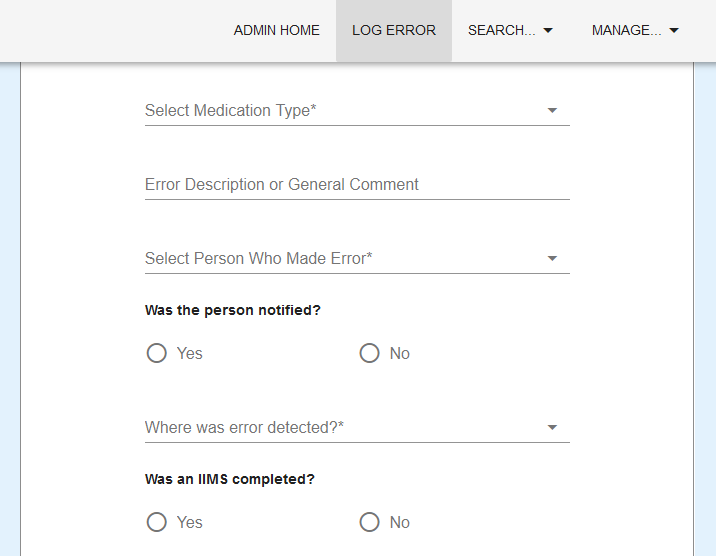 ADMIN HOME LOG ERROR SEARCH... MANAGE...
Select Medication Type*
Error Description or General Comment
Select Person Who Made Error*
Was the person notified?
Yes No
Where was error detected?*
Was an IIMS completed?
Yes No